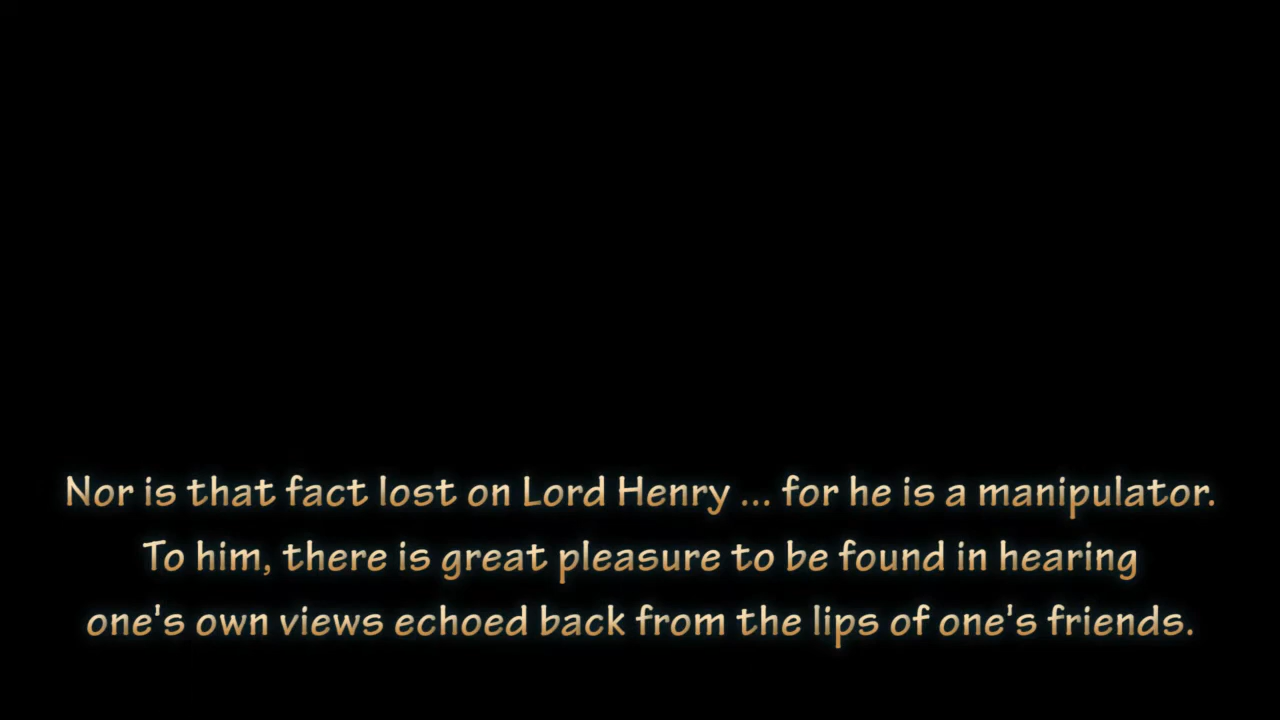 Nor is that fact lost on Lord Henry ... for he is a manipulator.
To him, there is great pleasure to be found in hearing
one's own views echoed back from the lips of one's friends.